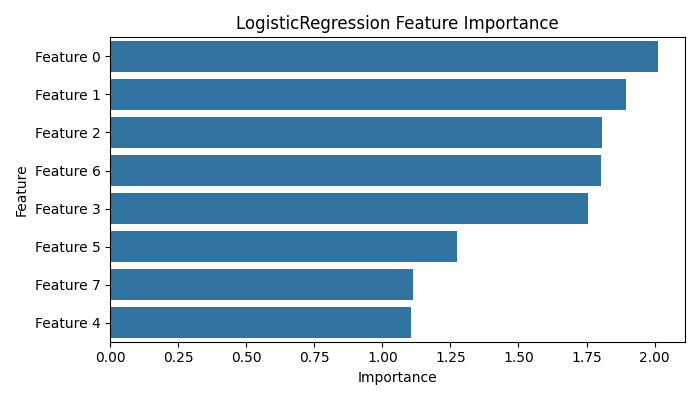 LogisticRegression Feature Importance
Feature
Feature 0
Feature 1
Feature 2
Feature 6
Feature 3
Feature 5
Feature 7
Feature 4
0.00 0.25 0.50 0.75 1.00 1.25 1.50 1.75 2.00
Importance